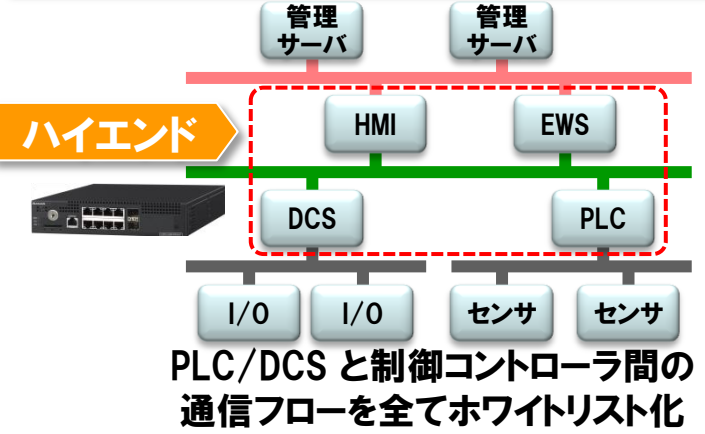 管理
サーバ
管理
サーバ
ハイエンド
HMI
EWS
DCS
PLC
I/O
I/O
センサ
センサ
PLC/DCS と制御コントローラ間の
通信フローを全てホワイトリスト化